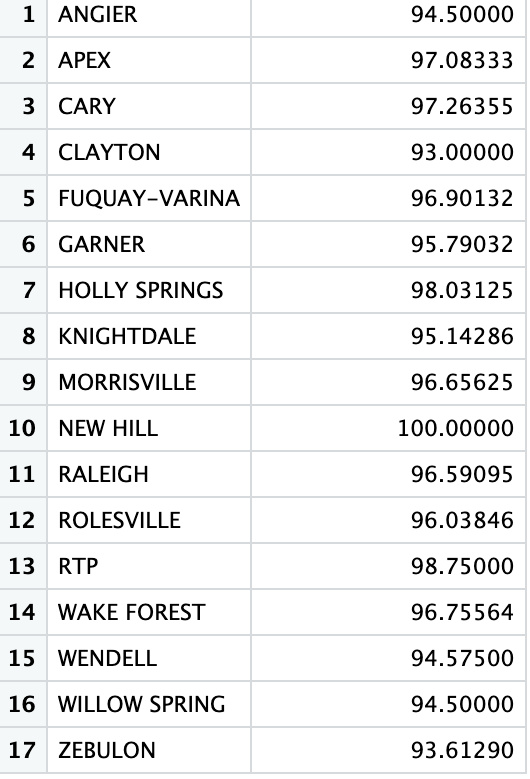 1 ANGIER 94.50000
2 APEX 97.08333
3 CARY 97.26355
4 CLAYTON 93.00000
5 FUQUAY-VARINA 96.90132
6 GARNER 95.79032
7 HOLLY SPRINGS 98.03125
8 KNIGHTDALE 95.14286
9 MORRISVILLE 96.65625
10 NEW HILL 100.00000
11 RALEIGH 96.59095
12 ROLESVILLE 96.03846
13 RTP 98.75000
14 WAKE FOREST 96.75564
15 WENDELL 94.57500
16 WILLOW SPRING 94.50000
17 ZEBULON 93.61290